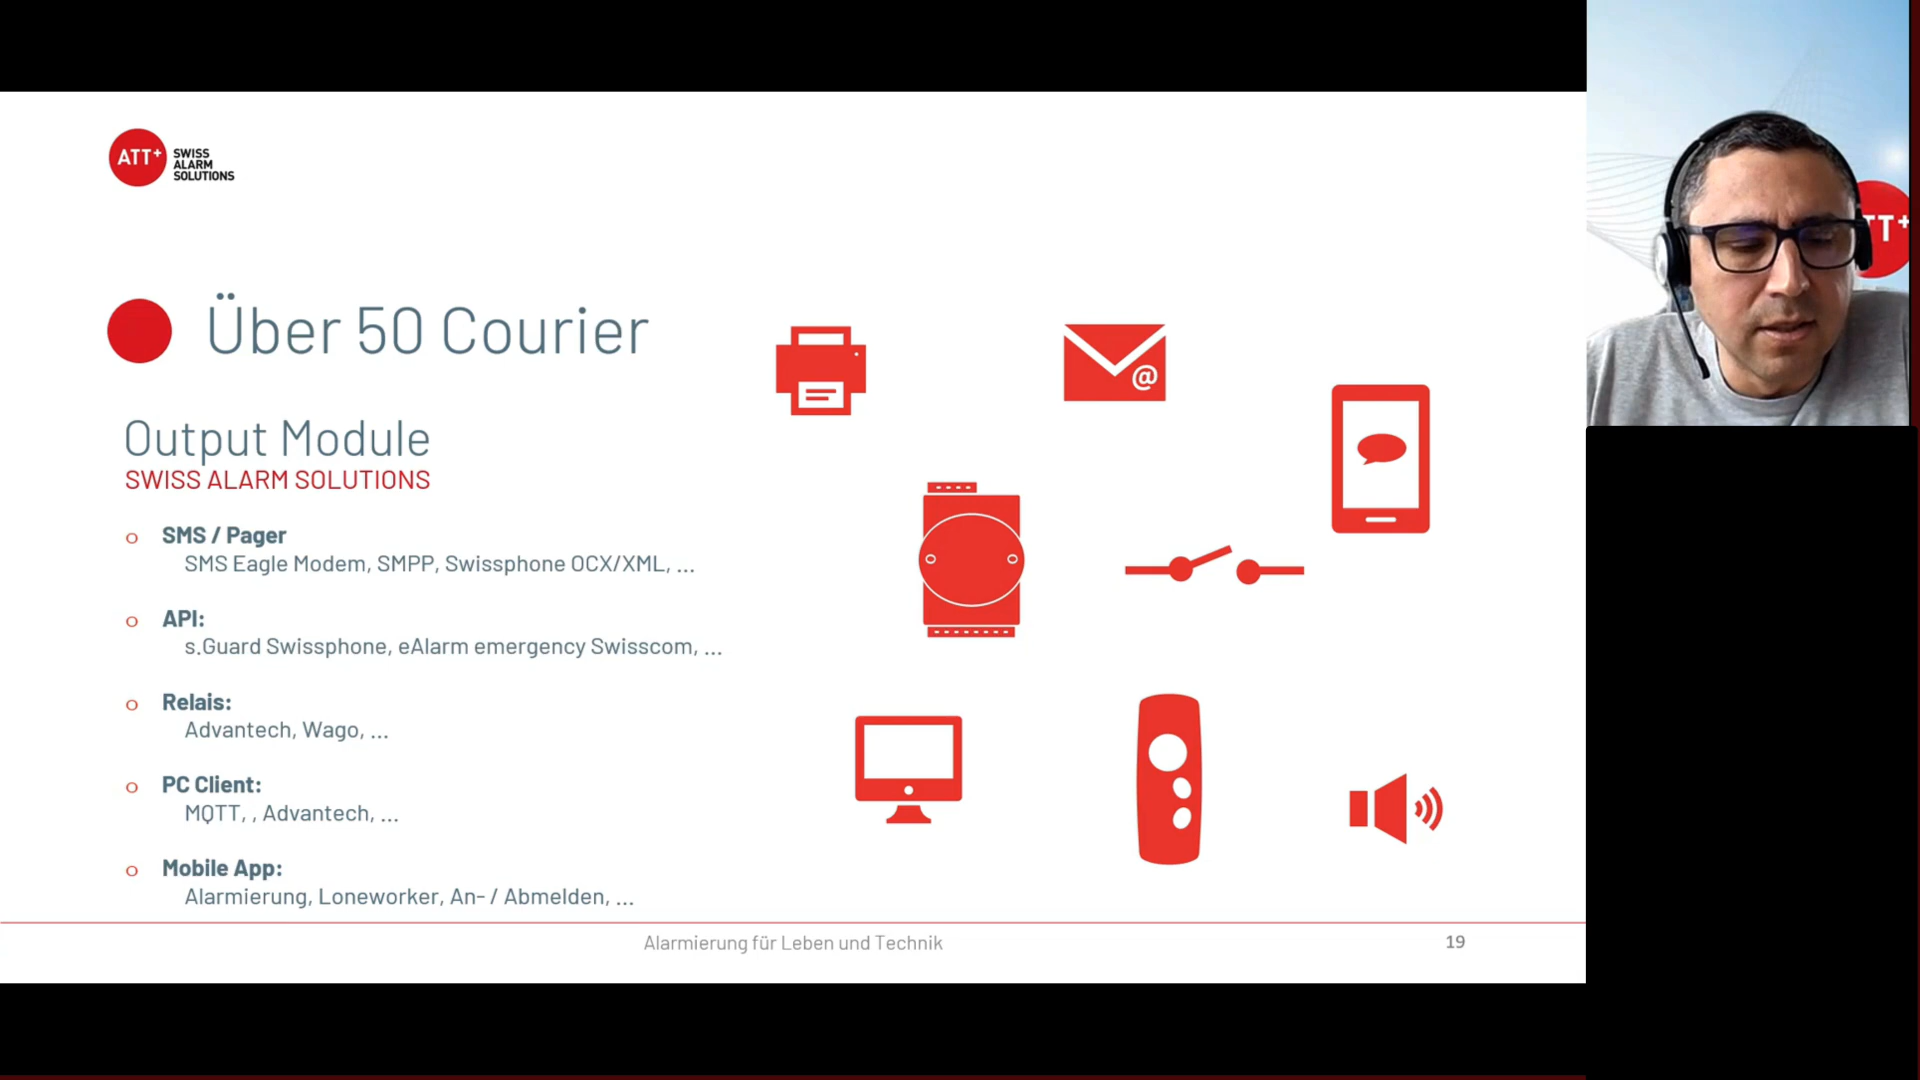 ATT+ SWISS
ALARM
SOLUTIONS
Über 50 Courier
Output Module
SWISS ALARM SOLUTIONS
o SMS / Pager
SMS Eagle Modem, SMPP, Swissphone OCX/XML, ...
o API:
s.Guard Swissphone, eAlarm emergency Swisscom, ...
o Relais:
Advantech, Wago, ...
o PC Client:
MQTT, , Advantech, ...
o Mobile App:
Alarmierung, Loneworker, An- / Abmelden, ...
@
Alarmierung für Leben und Technik
19
TT+